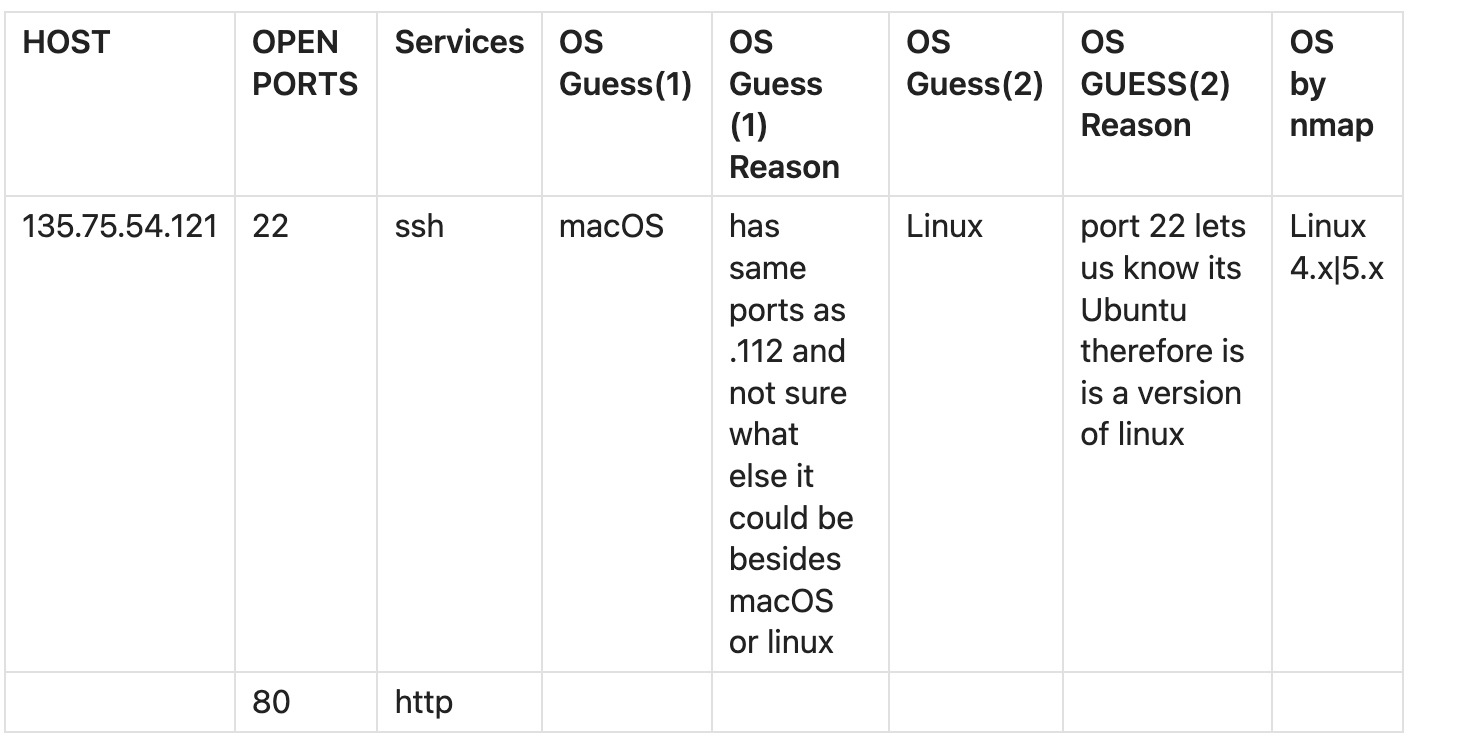 HOST
OPEN
PORTS
Services
OS
Guess(1)
OS
Guess
(1)
Reason
OS
Guess(2)
OS
GUESS(2)
Reason
OS
by
nmap
135.75.54.121
22
ssh
macOS
has
same
ports as
.112 and
not sure
what
else it
could be
besides
macOS
or linux
Linux
port 22 lets
us know its
Ubuntu
therefore is
is a version
of linux
Linux
4.x|5.x
80
http